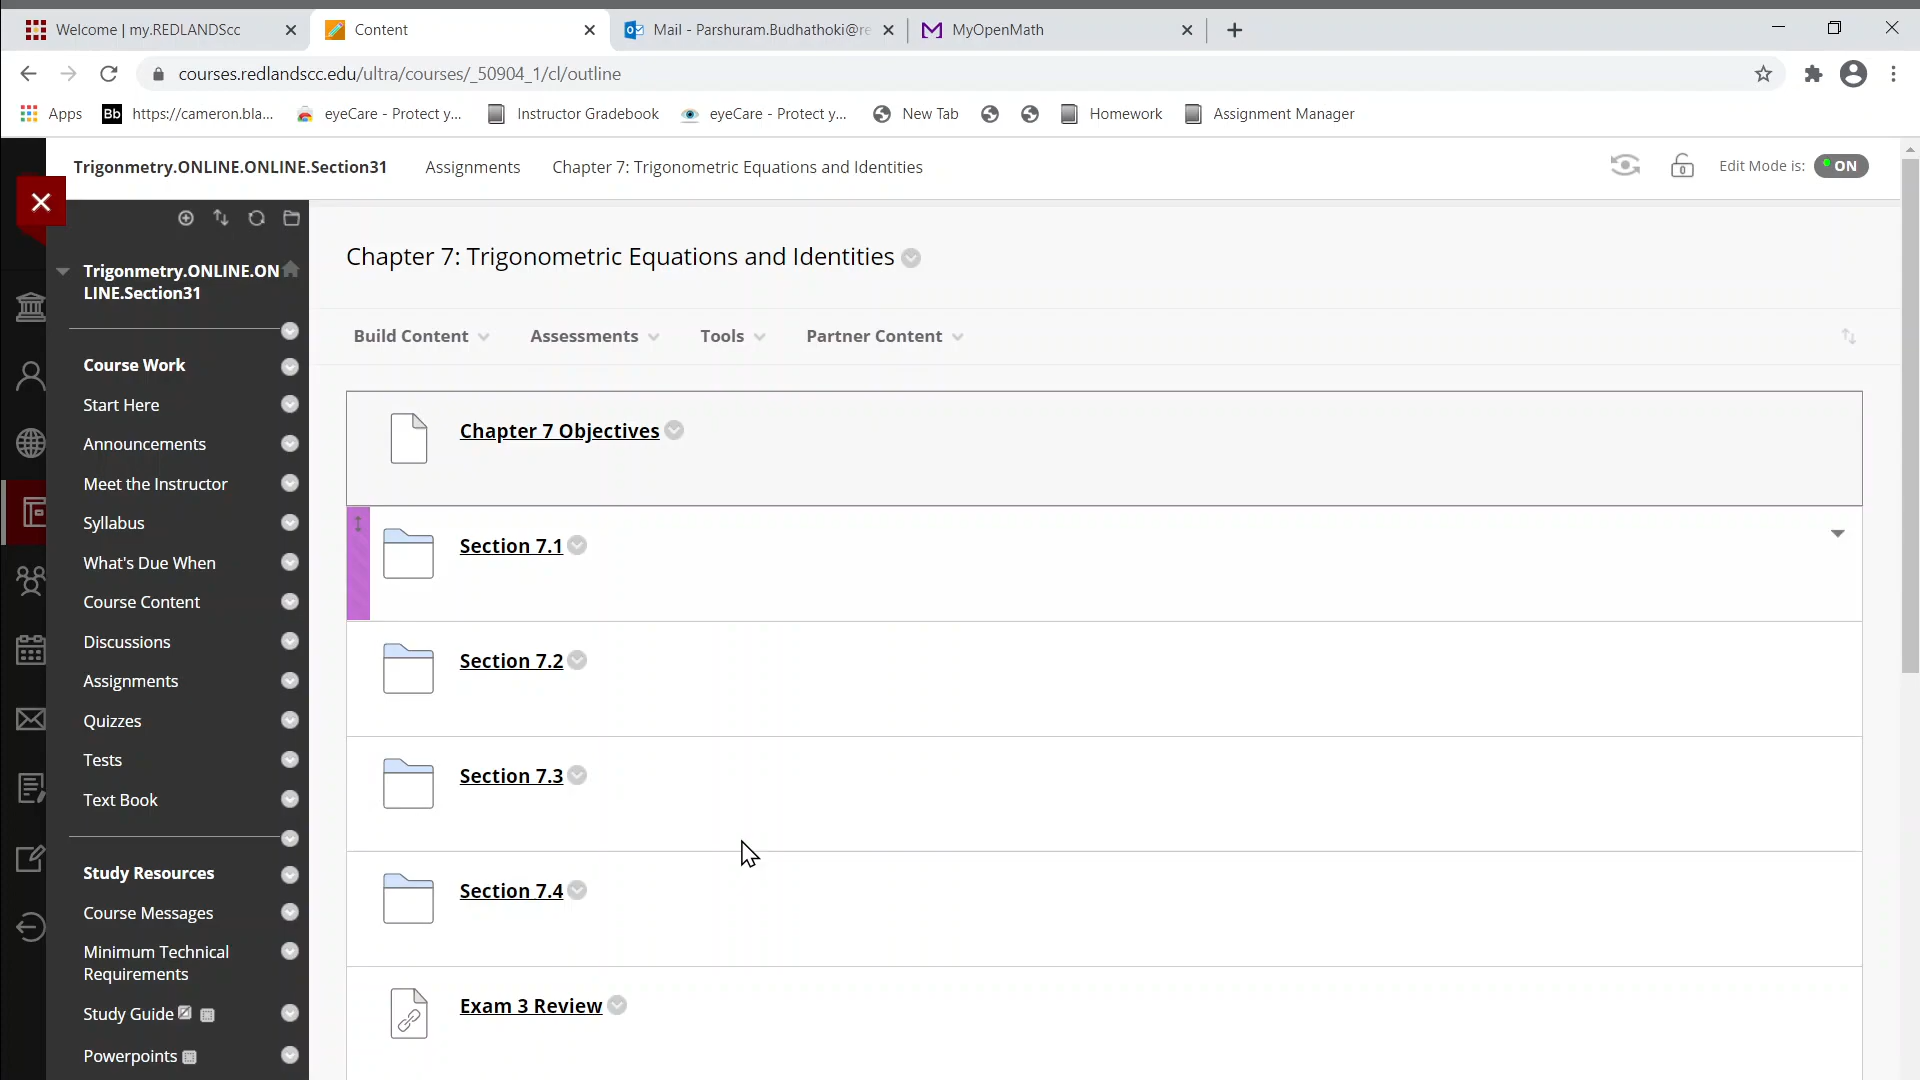 Welcome | my.REDLANDScc
Content
Mail - Parshuram.Budhathoki@re
MyOpenMath
courses.redlandscc.edu/ultra/courses/_50904_1/cl/outline
Apps
Bb
https://cameron.bla...
eyeCare - Protect y...
Instructor Gradebook
eyeCare - Protect y...
New Tab
Homework
Assignment Manager
Trigonmetry.ONLINE.ONLINE.Section31
Assignments
Chapter 7: Trigonometric Equations and Identities
Edit Mode is:
ON
Trigonmetry.ONLINE.ON
LINE.Section31
Course Work
Start Here
Announcements
Meet the Instructor
Syllabus
What's Due When
Course Content
Discussions
Assignments
Quizzes
Tests
Text Book
Study Resources
Course Messages
Minimum Technical
Requirements
Study Guide
Powerpoints
Chapter 7: Trigonometric Equations and Identities
Build Content
Assessments
Tools
Partner Content
Chapter 7 Objectives
Section 7.1
Section 7.2
Section 7.3
Section 7.4
Exam 3 Review